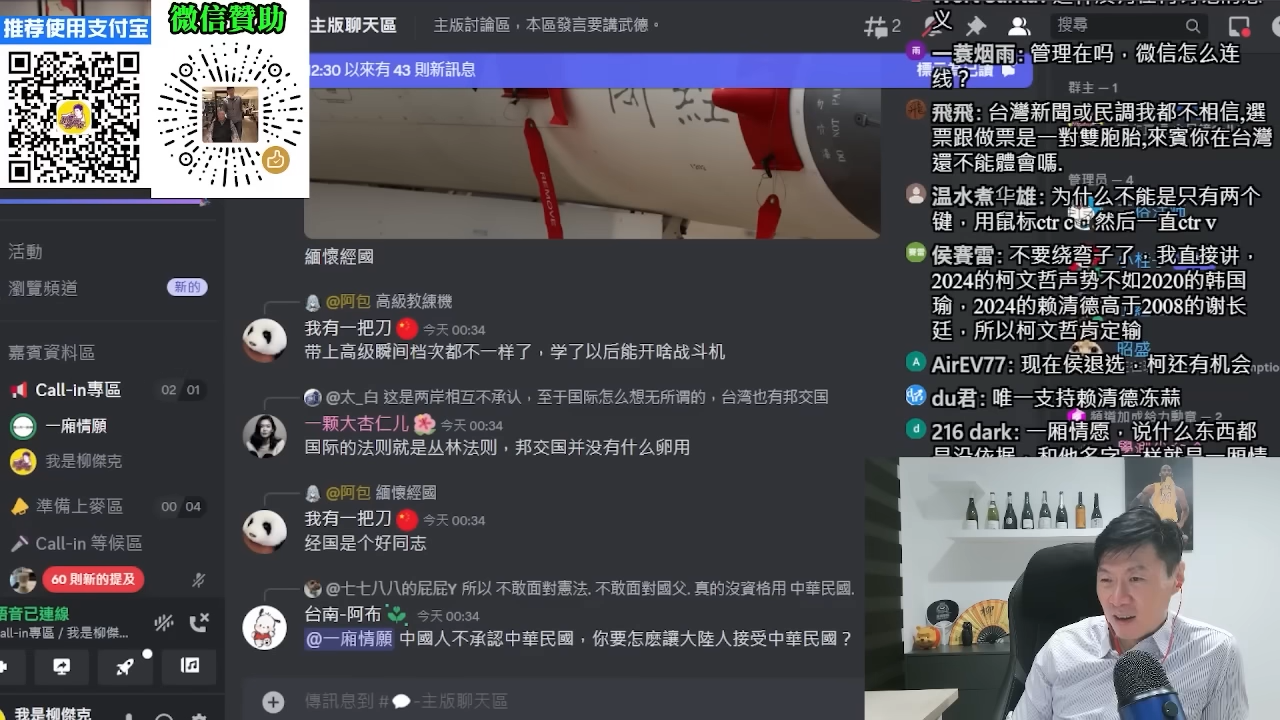 推荐使用支付宝
微信贊助
主版聊天區
主版討論區，本區發言要講武德。
2
搜尋
2:30 以來有 43 則新訊息
活動
瀏覽頻道
新的
嘉賓資料區
Call-in專區
02 01
一廂情願
我是柳傑克
準備上麥區
00 04
Call-in 等候區
60 則新的提及
語音已連線
all-in專區 / 我是柳傑...
我是柳傑克
REMOVE
緬懷經國
@阿包 高級教練機
我有一把刀 今天 00:34
带上高级瞬间档次都不一样了，学了以后能开啥战斗机
@太_白 这是两岸相互不承认，至于国际怎么想无所谓的，台湾也有邦交国
一颗大杏仁儿 今天 00:34
国际的法则就是丛林法则，邦交国并没有什么卵用
@阿包 緬懷經國
我有一把刀 今天 00:34
经国是个好同志
@七七八八的屁屁Y 所以 不敢面對憲法. 不敢面對國父. 真的沒資格用 中華民國.
台南-阿布 今天 00:34
@一廂情願 中國人不承認中華民國，你要怎麽讓大陸人接受中華民國？
傳訊息到 #-主版聊天區
义
一蓑烟雨: 管理在吗，微信怎么连
线？
群主 — 1
飛飛: 台灣新聞或民調我都不相信,選
票跟做票是一對雙胞胎,來賓你在台灣
還不能體會嗎.
管理员 — 4
温水煮华雄: 为什么不能是只有两个
键，用鼠标ctr c 然后一直ctr v
侯賽雷: 不要绕弯子了，我直接讲，
2024的柯文哲声势不如2020的韩国
瑜，2024的赖清德高于2008的谢长
廷，所以柯文哲肯定输
昭盛
AirEV77: 现在侯退选，柯还有机会
du君: 唯一支持赖清德冻蒜
頻道加成給力勳章 — 2
216 dark: 一厢情愿，说什么东西都